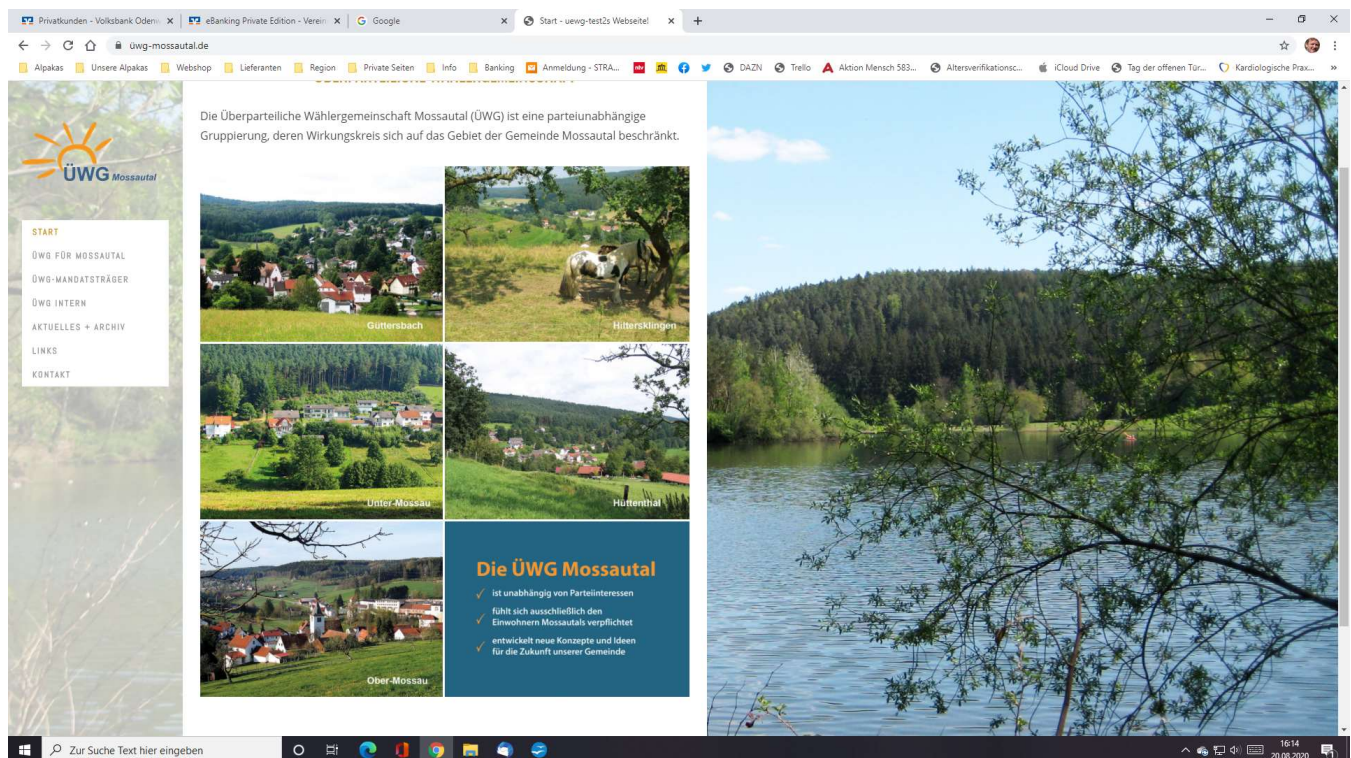 Privatkunden - Volksbank Odenw
eBanking Private Edition - Verein
Google
Start - uewg-test2s Webseite!
üwg-mossautal.de
Alpakas
Unsere Alpakas
Webshop
Lieferanten
Region
Private Seiten
Info
Banking
Anmeldung - STRA...
DAZN
Trello
Aktion Mensch 583...
Altersverifikationsc...
iCloud Drive
Tag der offenen Tür...
Kardiologische Prax...
ÜWG Mossautal
START
ÜWG FÜR MOSSAUTAL
ÜWG-MANDATSTRÄGER
ÜWG INTERN
AKTUELLES + ARCHIV
LINKS
KONTAKT
ÜBERPARTEILICHE WÄHLERGEMEINSCHAFT
Die Überparteiliche Wählergemeinschaft Mossautal (ÜWG) ist eine parteiunabhängige
Gruppierung, deren Wirkungskreis sich auf das Gebiet der Gemeinde Mossautal beschränkt.
Güttersbach
Hiltersklingen
Unter-Mossau
Hüttenthal
Ober-Mossau
Die ÜWG Mossautal
ist unabhängig von Parteiinteressen
fühlt sich ausschließlich den
Einwohnern Mossautals verpflichtet
entwickelt neue Konzepte und Ideen
für die Zukunft unserer Gemeinde
Zur Suche Text hier eingeben
16:14
20.08.2020